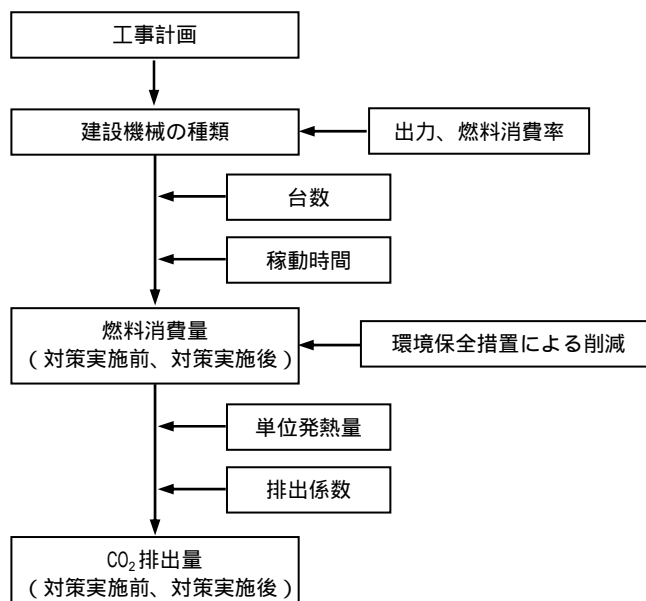 工事計画
建設機械の種類
出力、燃料消費率
台数
稼動時間
燃料消費量
（対策実施前、対策実施後）
環境保全措置による削減
単位発熱量
排出係数
CO₂排出量
（対策実施前、対策実施後）